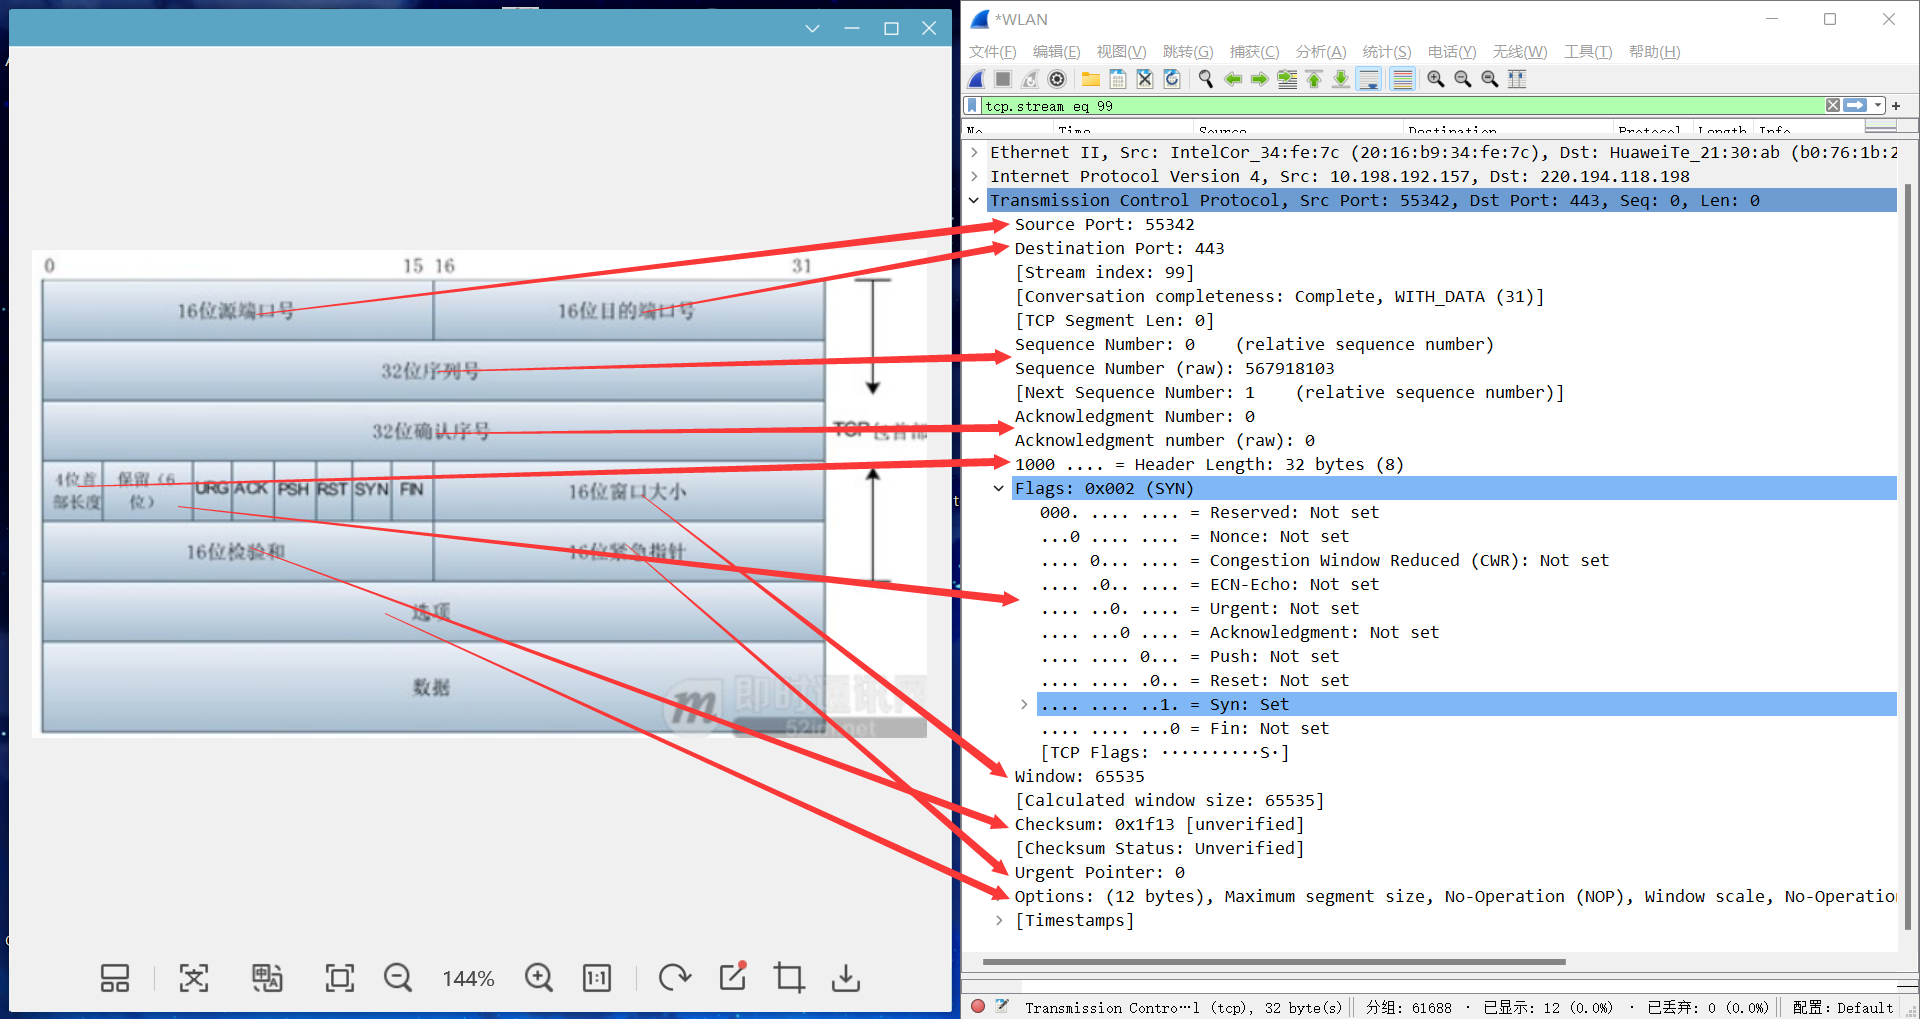 0 15 16 31
16位源端口号 16位目的端口号
32位序列号
32位确认序号
TCP包首部
4位首部长度 保留（6位） URG ACK PSH RST SYN FIN 16位窗口大小
16位检验和 16位紧急指针
选项
数据
即时通讯网
52im.net
144%
1:1
*WLAN
文件(F) 编辑(E) 视图(V) 跳转(G) 捕获(C) 分析(A) 统计(S) 电话(Y) 无线(W) 工具(T) 帮助(H)
tcp.stream eq 99
No. Time Source Destination Protocol Length Info
Ethernet II, Src: IntelCor_34:fe:7c (20:16:b9:34:fe:7c), Dst: HuaweiTe_21:30:ab (b0:76:1b:2
Internet Protocol Version 4, Src: 10.198.192.157, Dst: 220.194.118.198
Transmission Control Protocol, Src Port: 55342, Dst Port: 443, Seq: 0, Len: 0
Source Port: 55342
Destination Port: 443
[Stream index: 99]
[Conversation completeness: Complete, WITH_DATA (31)]
[TCP Segment Len: 0]
Sequence Number: 0    (relative sequence number)
Sequence Number (raw): 567918103
[Next Sequence Number: 1    (relative sequence number)]
Acknowledgment Number: 0
Acknowledgment number (raw): 0
1000 .... = Header Length: 32 bytes (8)
Flags: 0x002 (SYN)
000. .... .... = Reserved: Not set
...0 .... .... = Nonce: Not set
.... 0... .... = Congestion Window Reduced (CWR): Not set
.... .0.. .... = ECN-Echo: Not set
.... ..0. .... = Urgent: Not set
.... ...0 .... = Acknowledgment: Not set
.... .... 0... = Push: Not set
.... .... .0.. = Reset: Not set
.... .... ..1. = Syn: Set
.... .... ...0 = Fin: Not set
[TCP Flags: ··········S·]
Window: 65535
[Calculated window size: 65535]
Checksum: 0x1f13 [unverified]
[Checksum Status: Unverified]
Urgent Pointer: 0
Options: (12 bytes), Maximum segment size, No-Operation (NOP), Window scale, No-Operatio
[Timestamps]
Transmission Contro…l (tcp), 32 byte(s) 分组: 61688 · 已显示: 12 (0.0%) · 已丢弃: 0 (0.0%) 配置: Default